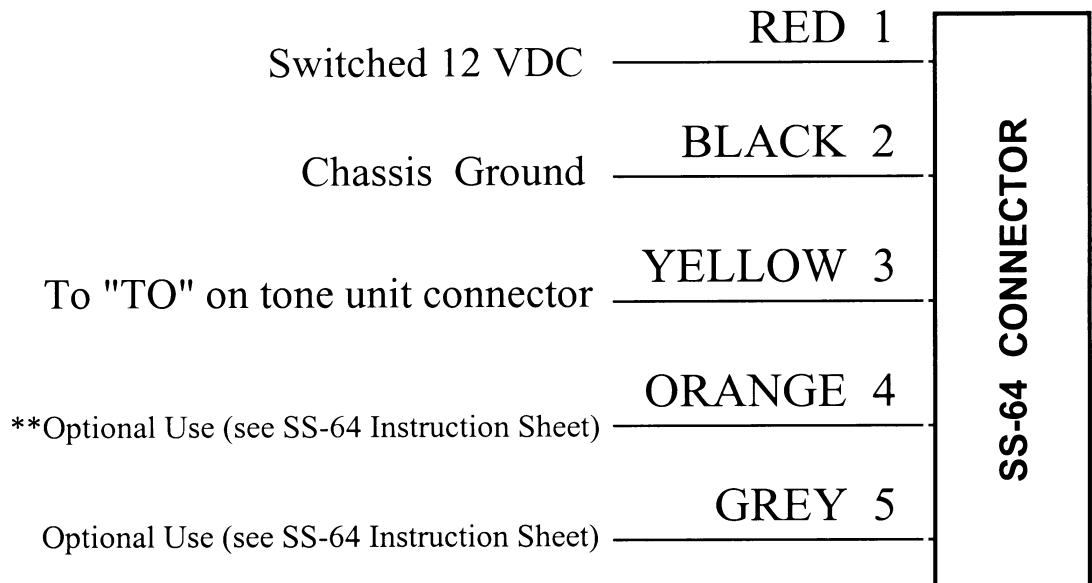 RED 1
Switched 12 VDC
BLACK 2
Chassis Ground
YELLOW 3
To "TO" on tone unit connector
ORANGE 4
**Optional Use (see SS-64 Instruction Sheet)
GREY 5
Optional Use (see SS-64 Instruction Sheet)
SS-64 CONNECTOR